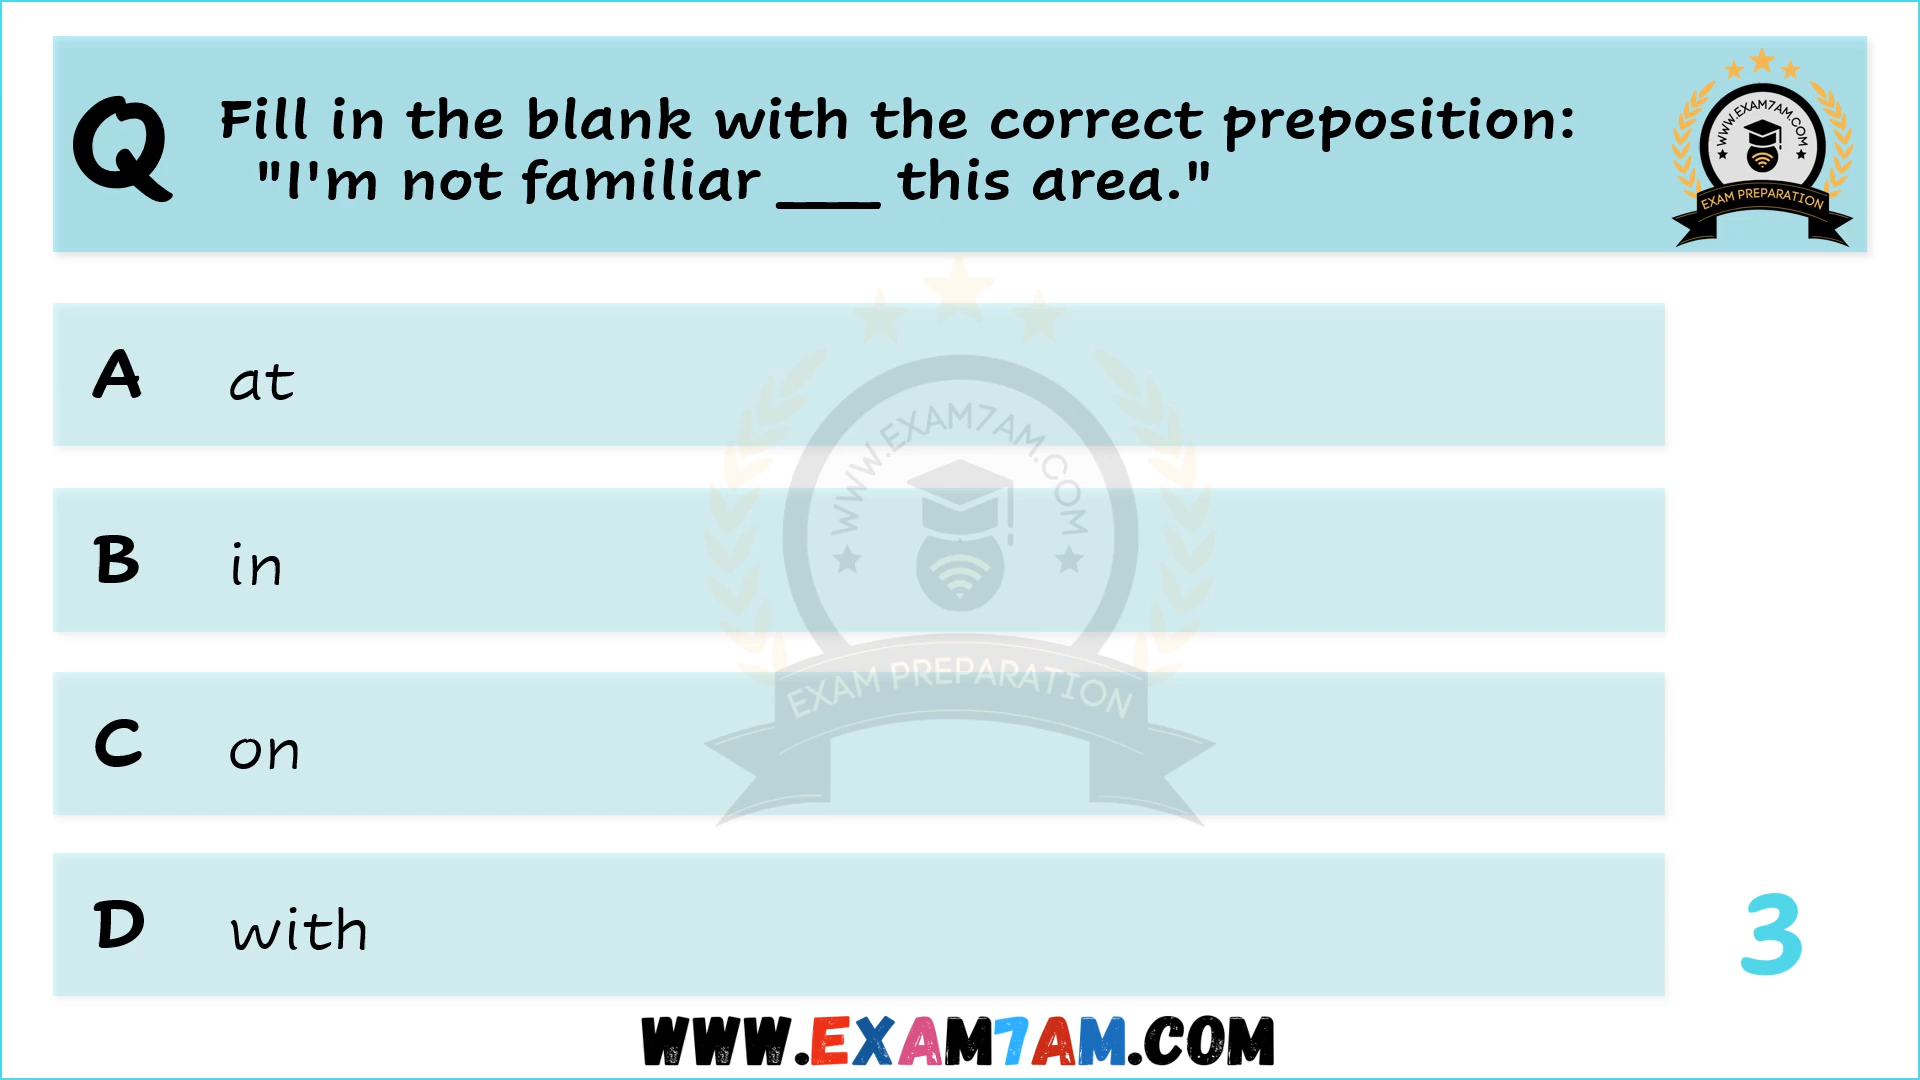 Q
Fill in the blank with the correct preposition:
"I'm not familiar ___ this area."
WWW.EXAM7AM.COM
EXAM PREPARATION
A at
B in
C on
D with
WWW.EXAM7AM.COM
EXAM PREPARATION
3
WWW.EXAM7AM.COM